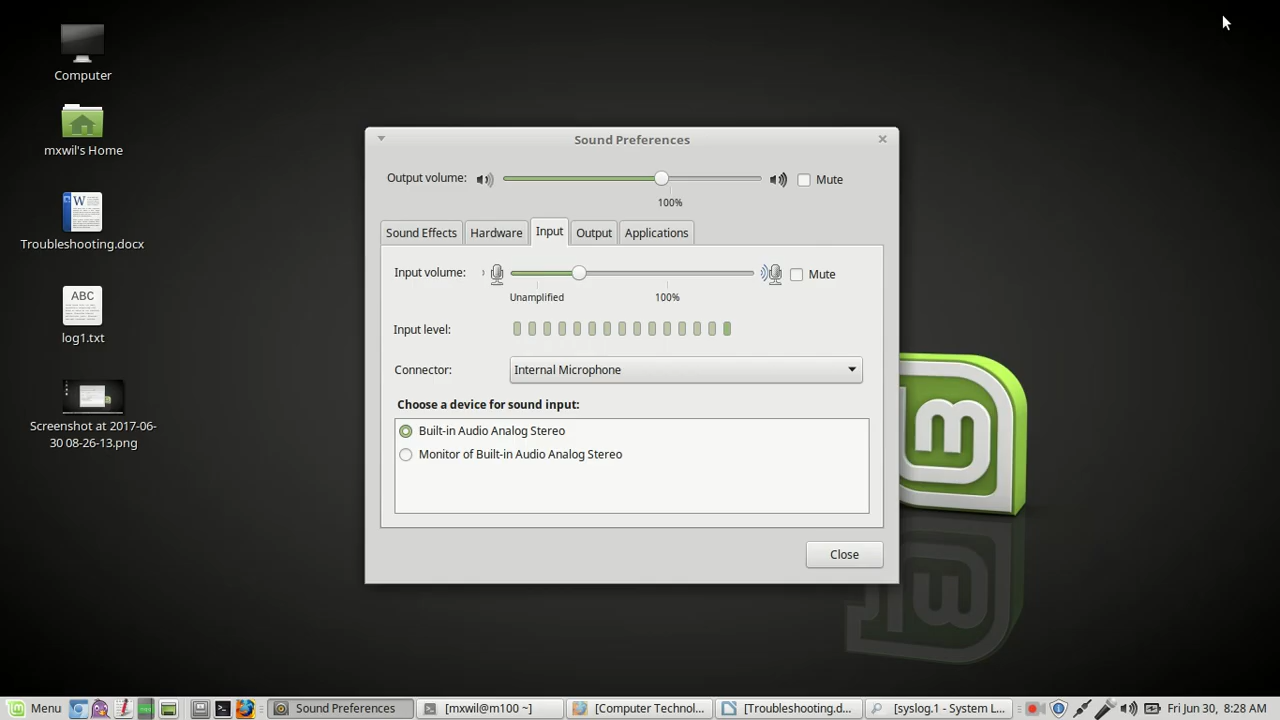 Computer
mxwil's Home
W
Troubleshooting.docx
ABC
log1.txt
Screenshot at 2017-06-
30 08-26-13.png
Sound Preferences
Output volume:
Mute
100%
Sound Effects
Hardware
Input
Output
Applications
Input volume:
Mute
Unamplified
100%
Input level:
Connector:
Internal Microphone
Choose a device for sound input:
Built-in Audio Analog Stereo
Monitor of Built-in Audio Analog Stereo
Close
Menu
Sound Preferences
[mxwil@m100 ~]
[Computer Technol...
[Troubleshooting.d...
[syslog.1 - System L...
Fri Jun 30, 8:28 AM